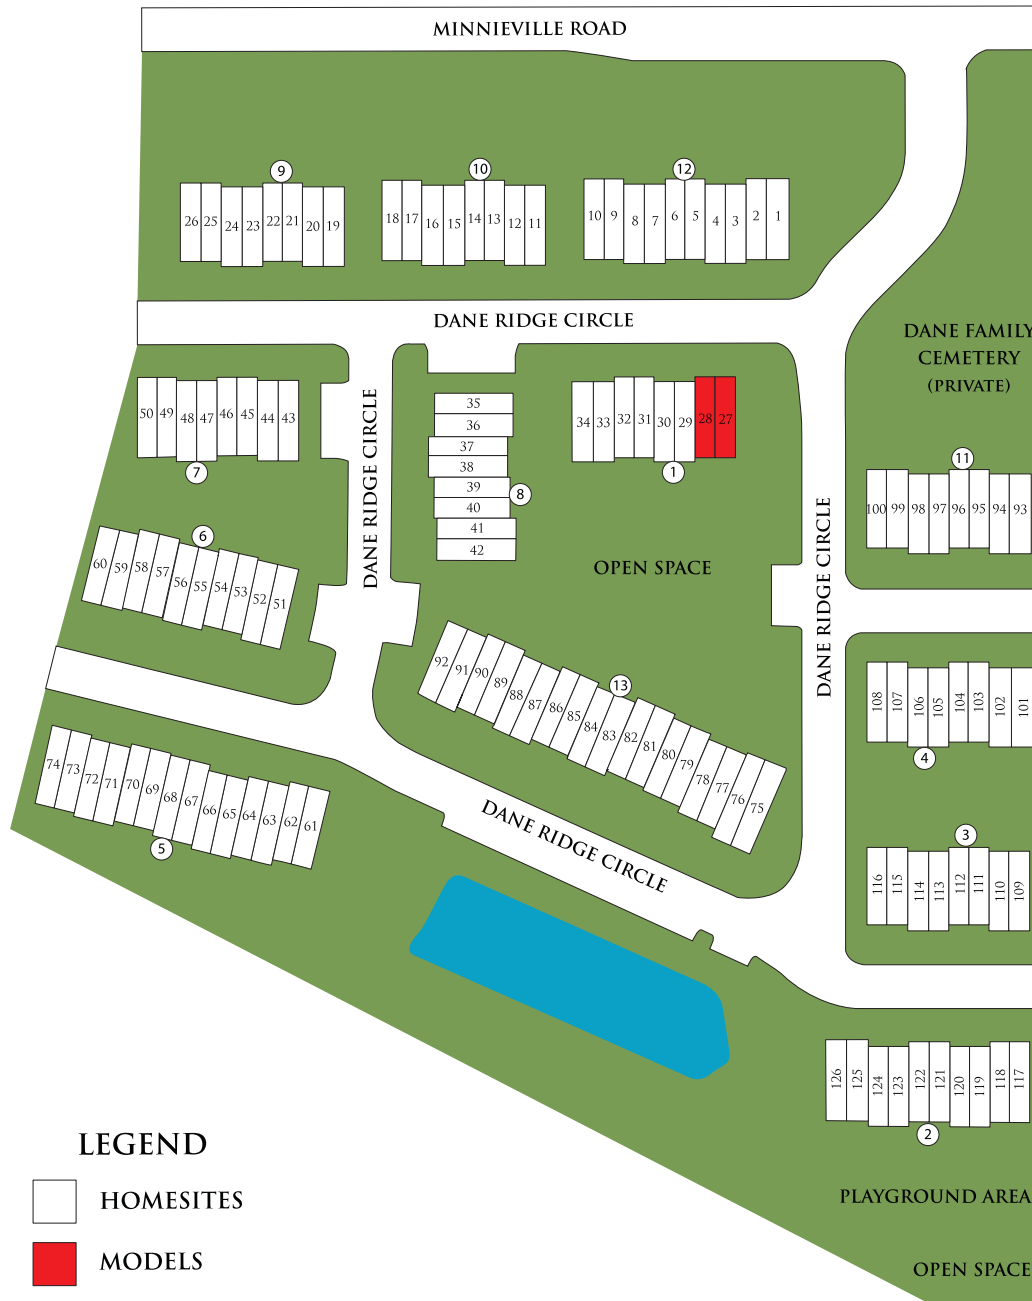 MINNIEVILLE ROAD
9
10
12
26 25 24 23 22 21 20 19
18 17 16 15 14 13 12 11
10 9 8 7 6 5 4 3 2 1
DANE RIDGE CIRCLE
DANE FAMILY
CEMETERY
(PRIVATE)
50 49 48 47 46 45 44 43
7
DANE RIDGE CIRCLE
35
36
37
38
39
40
41
42
8
34 33 32 31 30 29 28 27
1
11
100 99 98 97 96 95 94 93
6
60 59 58 57 56 55 54 53 52 51
OPEN SPACE
DANE RIDGE CIRCLE
92 91 90 89 88 87 86 85 84 83 82 81 80 79 78 77 76 75
13
108 107 106 105 104 103 102 101
4
74 73 72 71 70 69 68 67 66 65 64 63 62 61
5
DANE RIDGE CIRCLE
3
116 115 114 113 112 111 110 109
126 125 124 123 122 121 120 119 118 117
2
PLAYGROUND AREA
OPEN SPACE
LEGEND
HOMESITES
MODELS